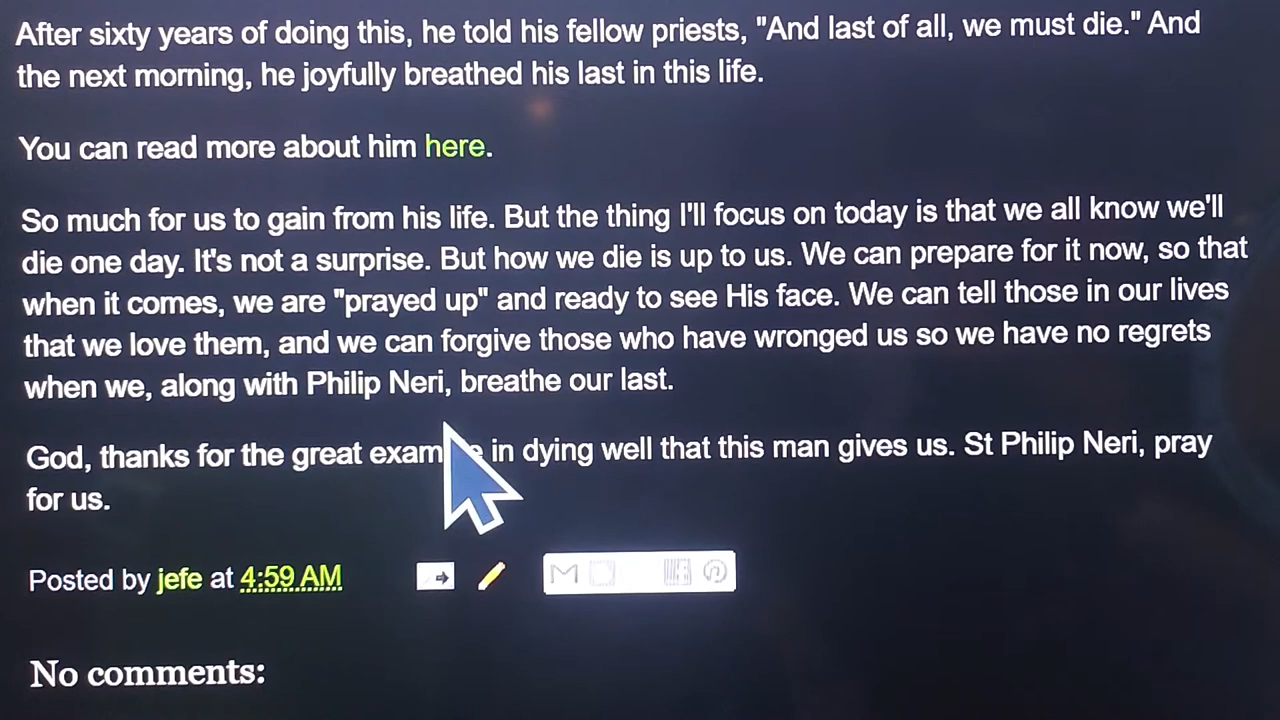 After sixty years of doing this, he told his fellow priests, "And last of all, we must die." And
the next morning, he joyfully breathed his last in this life.
You can read more about him here.
So much for us to gain from his life. But the thing I'll focus on today is that we all know we'll
die one day. It's not a surprise. But how we die is up to us. We can prepare for it now, so that
when it comes, we are "prayed up" and ready to see His face. We can tell those in our lives
that we love them, and we can forgive those who have wronged us so we have no regrets
when we, along with Philip Neri, breathe our last.
God, thanks for the great exam e in dying well that this man gives us. St Philip Neri, pray
for us.
Posted by jefe at 4:59 AM
No comments: